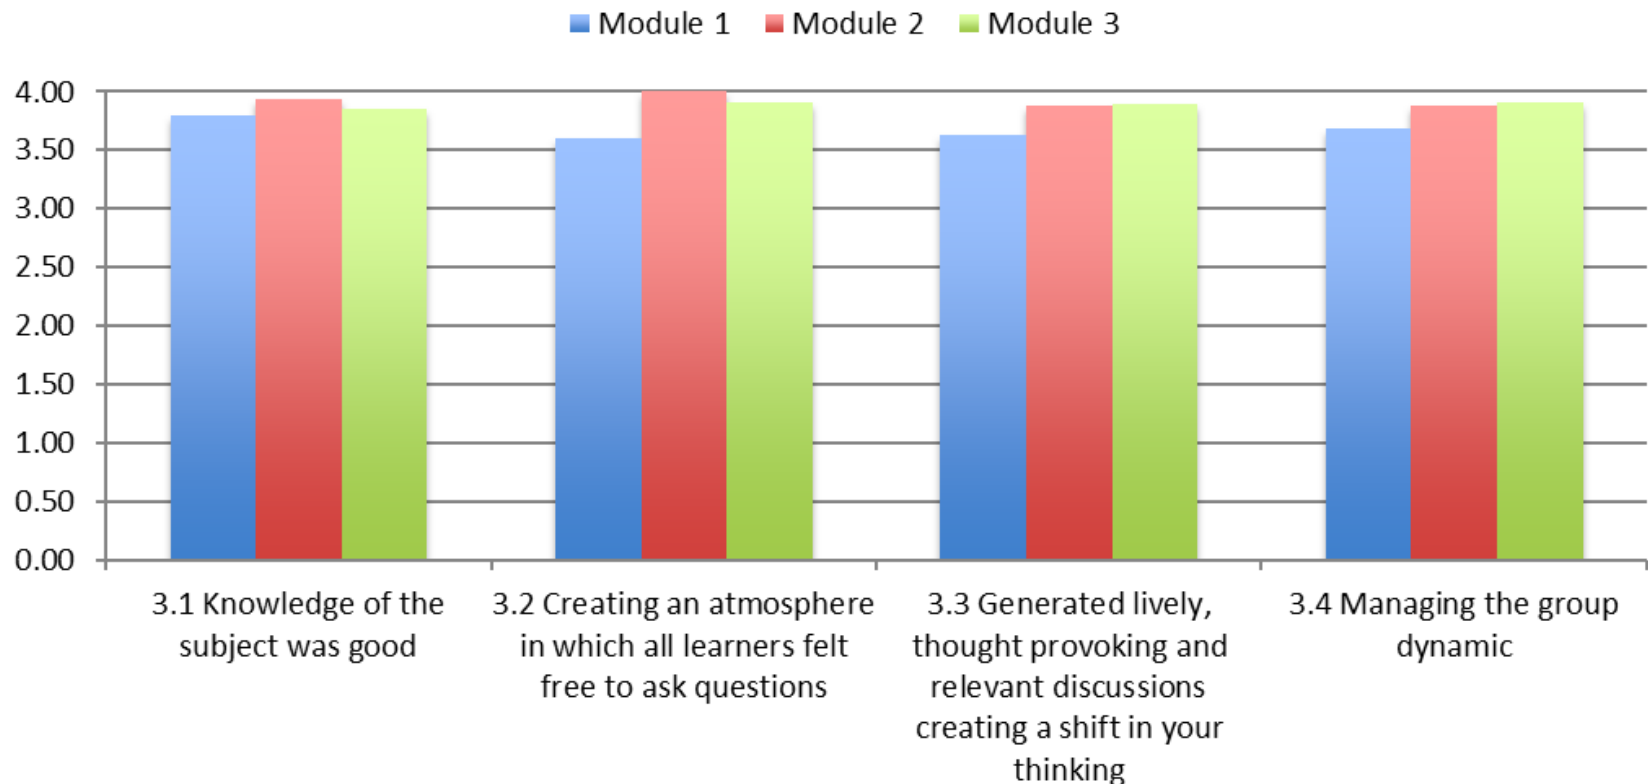 Module 1 Module 2 Module 3
4.00
3.50
3.00
2.50
2.00
1.50
1.00
0.50
0.00
3.1 Knowledge of the
subject was good
3.2 Creating an atmosphere
in which all learners felt
free to ask questions
3.3 Generated lively,
thought provoking and
relevant discussions
creating a shift in your
thinking
3.4 Managing the group
dynamic